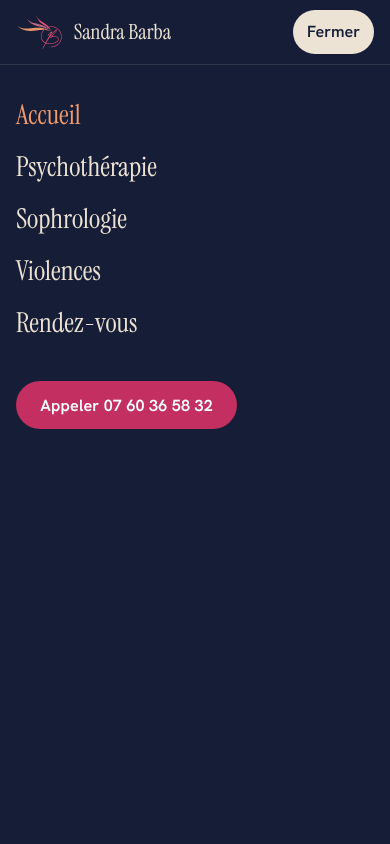 Sandra Barba
Fermer
Accueil
Psychothérapie
Sophrologie
Violences
Rendez-vous
Appeler 07 60 36 58 32